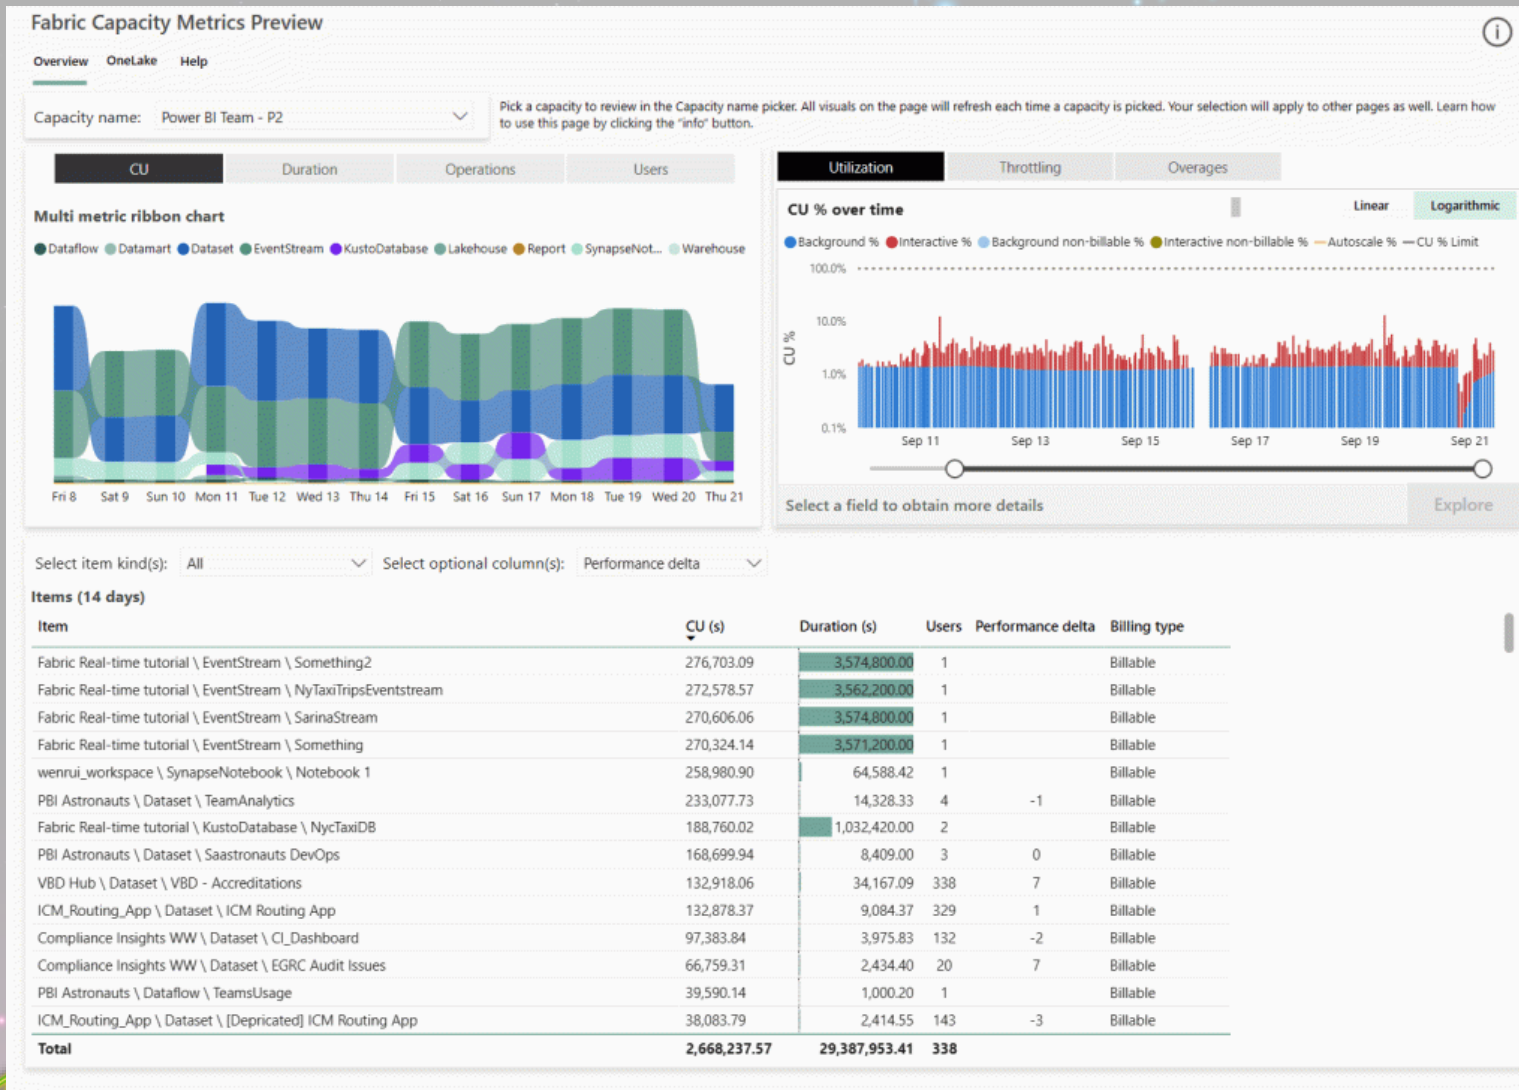 Fabric Capacity Metrics Preview
Overview OneLake Help
Capacity name: Power BI Team - P2
Pick a capacity to review in the Capacity name picker. All visuals on the page will refresh each time a capacity is picked. Your selection will apply to other pages as well. Learn how
to use this page by clicking the "info" button.
CU Duration Operations Users
Multi metric ribbon chart
Dataflow Datamart Dataset EventStream KustoDatabase Lakehouse Report SynapseNot... Warehouse
Fri 8 Sat 9 Sun 10 Mon 11 Tue 12 Wed 13 Thu 14 Fri 15 Sat 16 Sun 17 Mon 18 Tue 19 Wed 20 Thu 21
Utilization Throttling Overages
CU % over time Linear Logarithmic
Background % Interactive % Background non-billable % Interactive non-billable % Autoscale % CU % Limit
100.0%
10.0%
1.0%
0.1%
CU %
Sep 11 Sep 13 Sep 15 Sep 17 Sep 19 Sep 21
Select a field to obtain more details Explore
Select item kind(s): All Select optional column(s): Performance delta
Items (14 days)
Item CU (s) Duration (s) Users Performance delta Billing type
Fabric Real-time tutorial \ EventStream \ Something2 276,703.09 3,574,800.00 1 Billable
Fabric Real-time tutorial \ EventStream \ NyTaxiTripsEventstream 272,578.57 3,562,200.00 1 Billable
Fabric Real-time tutorial \ EventStream \ SarinaStream 270,606.06 3,574,800.00 1 Billable
Fabric Real-time tutorial \ EventStream \ Something 270,324.14 3,571,200.00 1 Billable
wenrui_workspace \ SynapseNotebook \ Notebook 1 258,980.90 64,588.42 1 Billable
PBI Astronauts \ Dataset \ TeamAnalytics 233,077.73 14,328.33 4 -1 Billable
Fabric Real-time tutorial \ KustoDatabase \ NycTaxiDB 188,760.02 1,032,420.00 2 Billable
PBI Astronauts \ Dataset \ Saastronauts DevOps 168,699.94 8,409.00 3 0 Billable
VBD Hub \ Dataset \ VBD - Accreditations 132,918.06 34,167.09 338 7 Billable
ICM_Routing_App \ Dataset \ ICM Routing App 132,878.37 9,084.37 329 1 Billable
Compliance Insights WW \ Dataset \ CI_Dashboard 97,383.84 3,975.83 132 -2 Billable
Compliance Insights WW \ Dataset \ EGRC Audit Issues 66,759.31 2,434.40 20 7 Billable
PBI Astronauts \ Dataflow \ TeamsUsage 39,590.14 1,000.20 1 Billable
ICM_Routing_App \ Dataset \ [Depricated] ICM Routing App 38,083.79 2,414.55 143 -3 Billable
Total 2,668,237.57 29,387,953.41 338